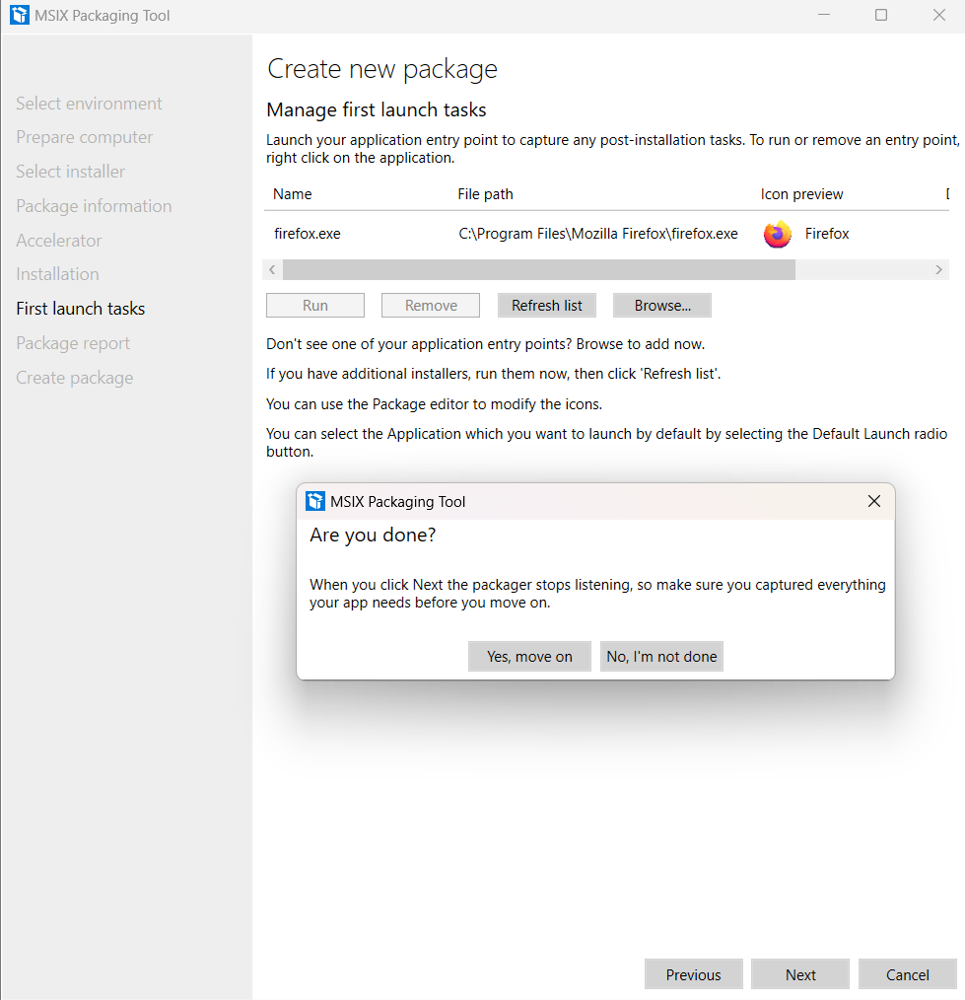 MSIX Packaging Tool
Select environment
Prepare computer
Select installer
Package information
Accelerator
Installation
First launch tasks
Package report
Create package
Create new package
Manage first launch tasks
Launch your application entry point to capture any post-installation tasks. To run or remove an entry point,
right click on the application.
Name File path Icon preview
firefox.exe C:\Program Files\Mozilla Firefox\firefox.exe Firefox
Run Remove Refresh list Browse...
Don't see one of your application entry points? Browse to add now.
If you have additional installers, run them now, then click 'Refresh list'.
You can use the Package editor to modify the icons.
You can select the Application which you want to launch by default by selecting the Default Launch radio
button.
MSIX Packaging Tool
Are you done?
When you click Next the packager stops listening, so make sure you captured everything
your app needs before you move on.
Yes, move on No, I'm not done
Previous Next Cancel